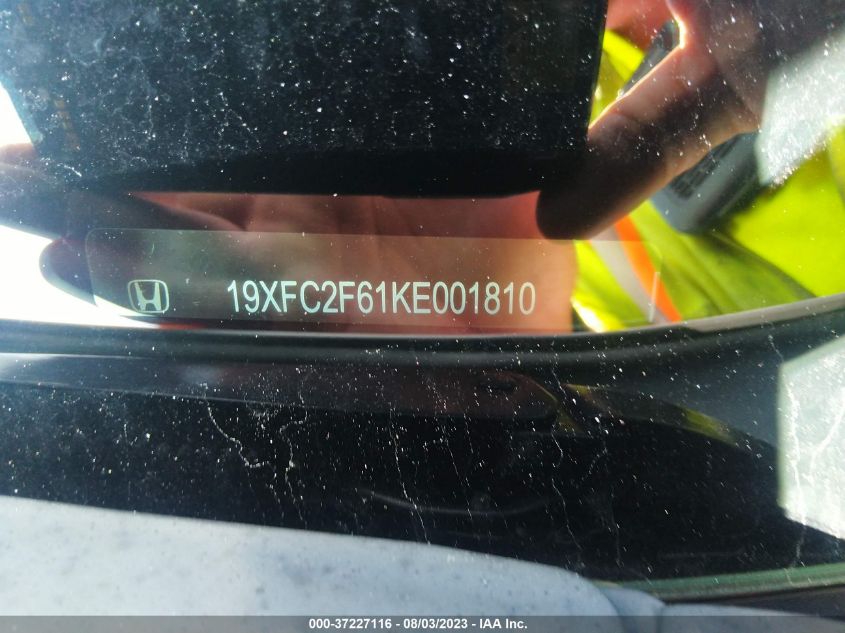 19XFC2F61KE001810
000-37227116 - 08/03/2023 - IAA Inc.